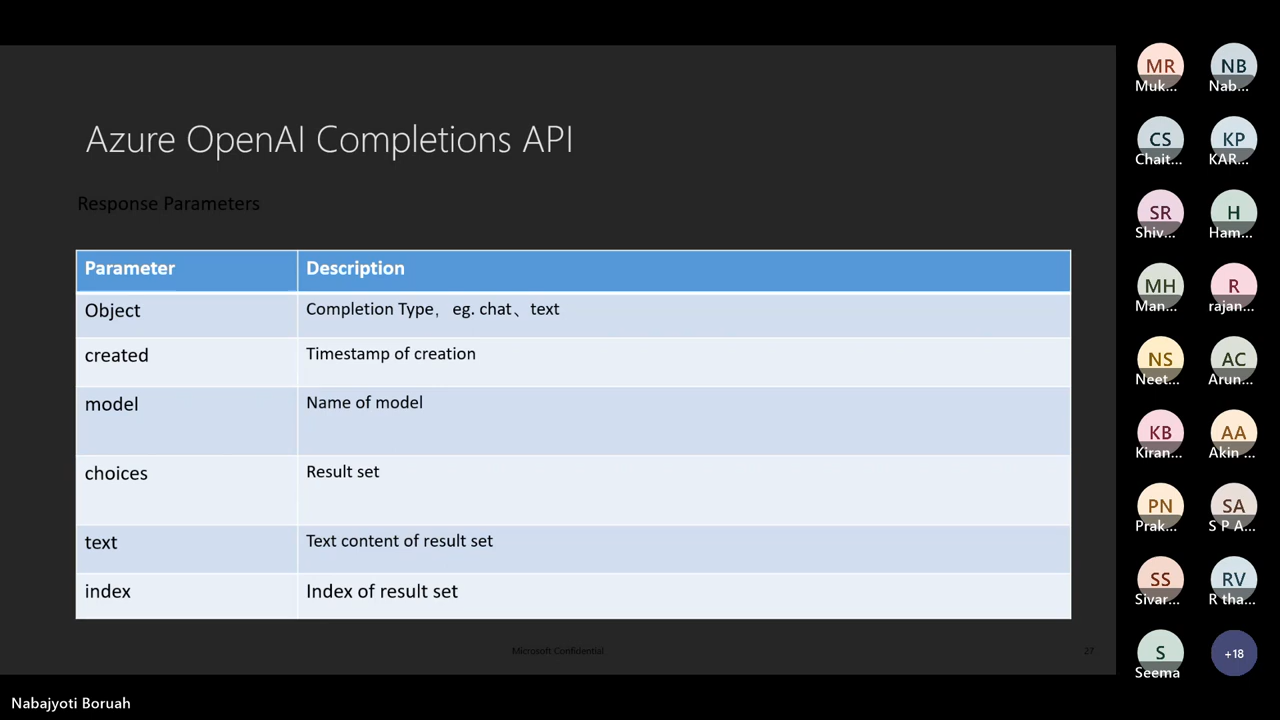 Azure OpenAI Completions API
Response Parameters
Parameter Description
Object Completion Type， eg. chat、text
created Timestamp of creation
model Name of model
choices Result set
text Text content of result set
index Index of result set
Microsoft Confidential
27
MR NB
Muk... Nab...
CS KP
Chait... KAR...
SR H
Shiv... Ham...
MH R
Man... rajan...
NS AC
Neet... Arun...
KB AA
Kiran... Akin ...
PN SA
Prak... S P A...
SS RV
Sivar... R tha...
S +18
Seema
Nabajyoti Boruah